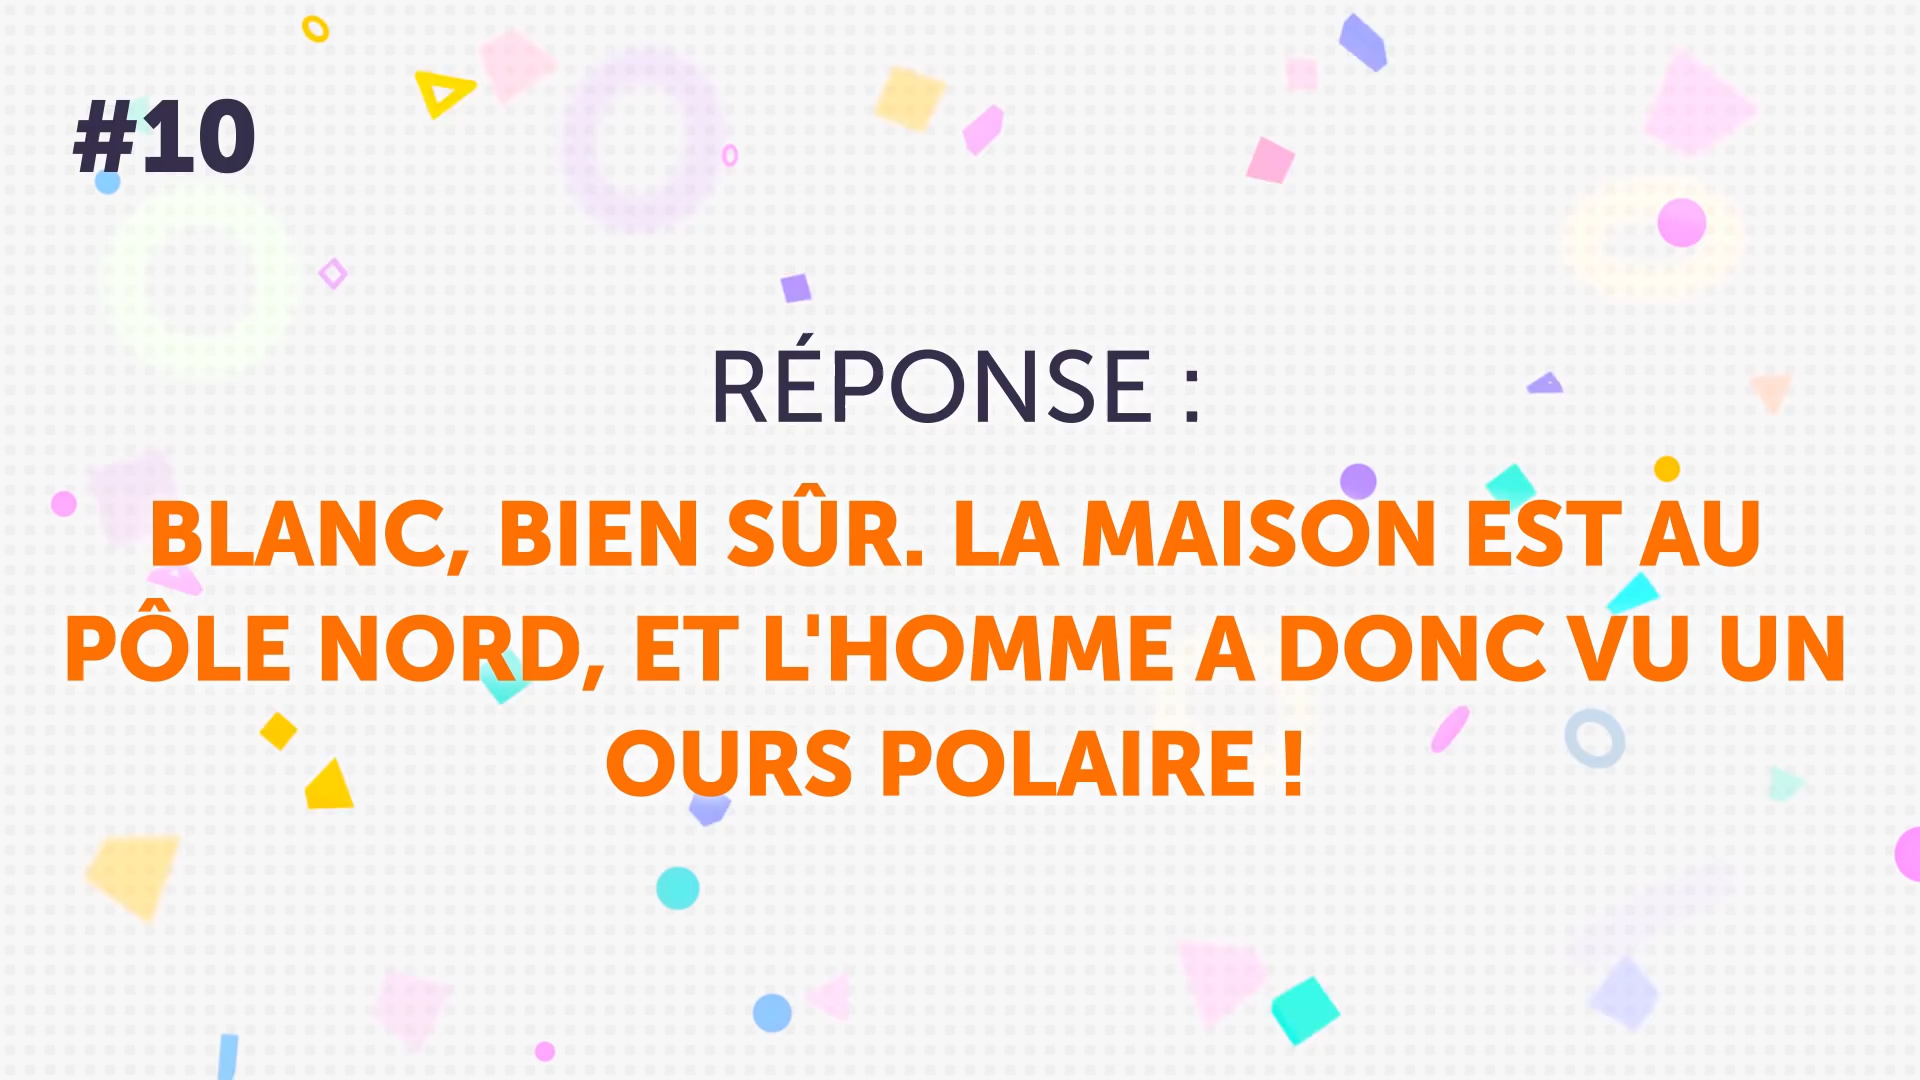 #10
RÉPONSE :
BLANC, BIEN SÛR. LA MAISON EST AU
PÔLE NORD, ET L'HOMME A DONC VU UN
OURS POLAIRE !